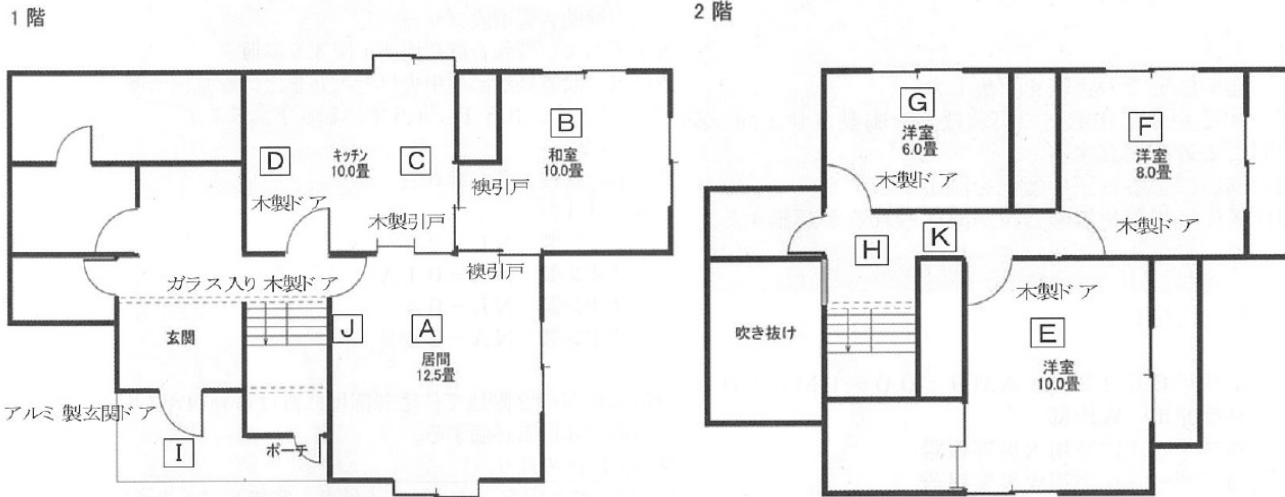 1階
2階
G
洋室
6.0畳
F
洋室
8.0畳
B
和室
10.0畳
D
キッチン
10.0畳
C
襖引戸
木製ドア
木製ドア
木製引戸
木製ドア
H
K
襖引戸
ガラス入り木製ドア
木製ドア
玄関
J
A
居間
12.5畳
吹き抜け
E
洋室
10.0畳
アルミ製玄関ドア
I
ポーチ